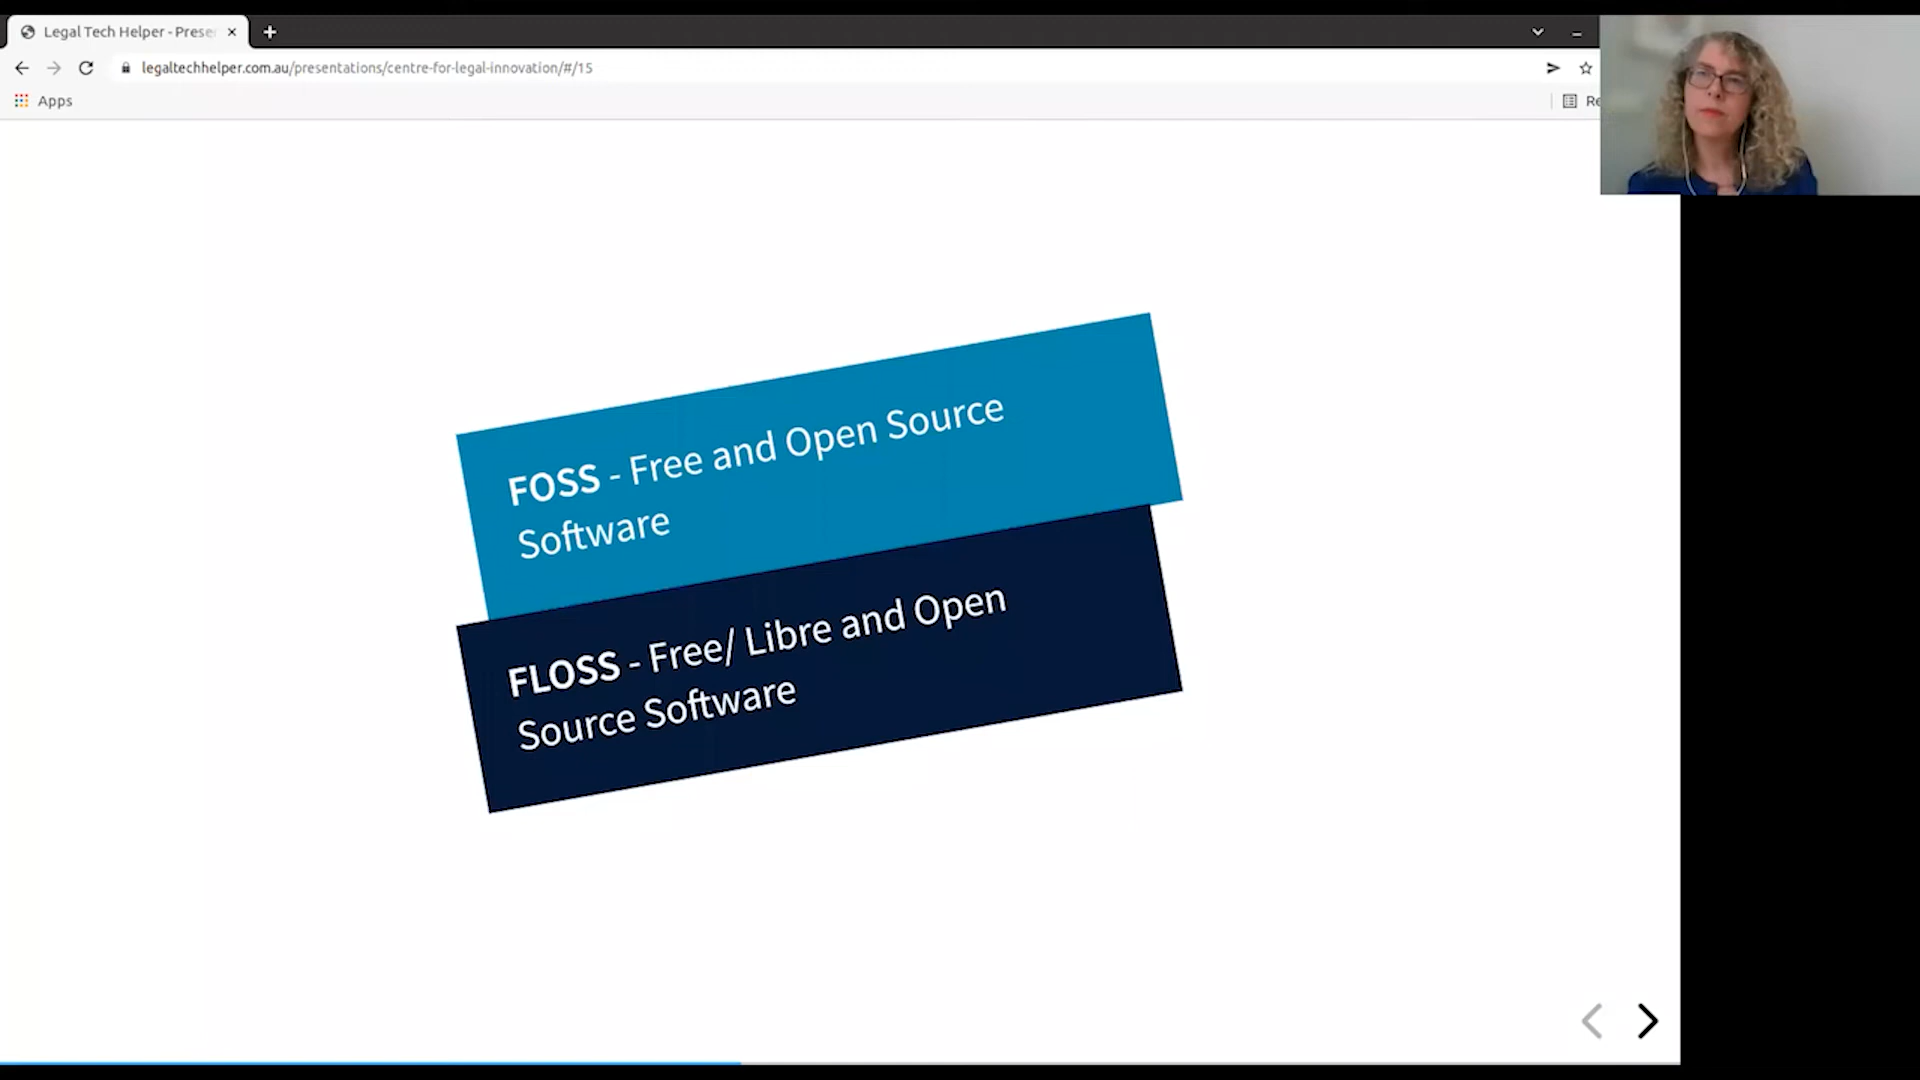 Legal Tech Helper - Prese
legaltechhelper.com.au/presentations/centre-for-legal-innovation/#/15
Apps
Re
FOSS - Free and Open Source
Software
FLOSS - Free/ Libre and Open
Source Software